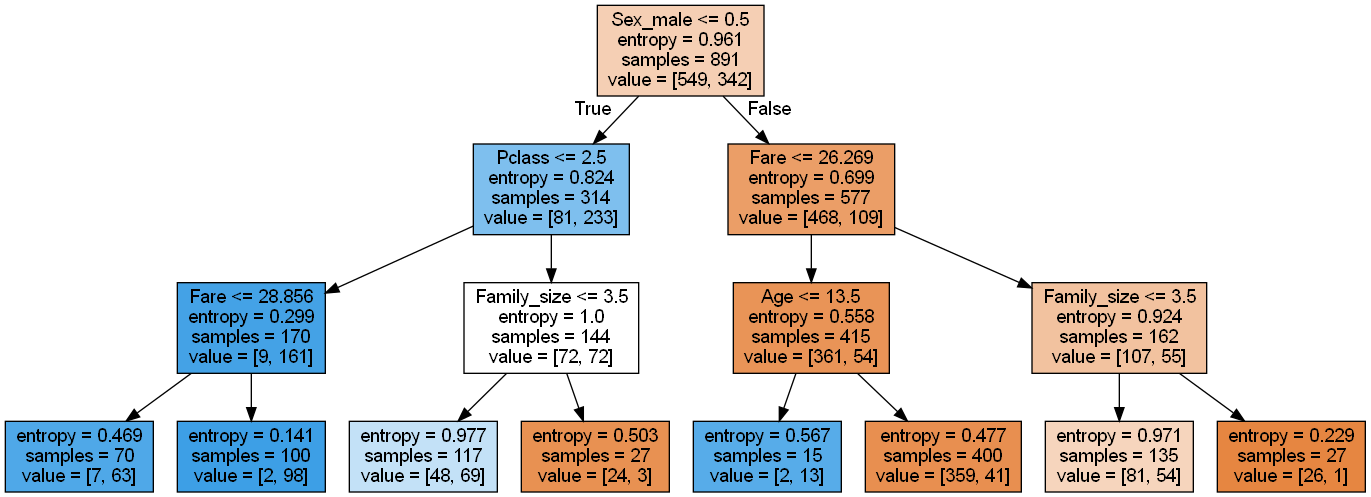 Sex_male <= 0.5
entropy = 0.961
samples = 891
value = [549, 342]
True
False
Pclass <= 2.5
entropy = 0.824
samples = 314
value = [81, 233]
Fare <= 26.269
entropy = 0.699
samples = 577
value = [468, 109]
Fare <= 28.856
entropy = 0.299
samples = 170
value = [9, 161]
Family_size <= 3.5
entropy = 1.0
samples = 144
value = [72, 72]
Age <= 13.5
entropy = 0.558
samples = 415
value = [361, 54]
Family_size <= 3.5
entropy = 0.924
samples = 162
value = [107, 55]
entropy = 0.469
samples = 70
value = [7, 63]
entropy = 0.141
samples = 100
value = [2, 98]
entropy = 0.977
samples = 117
value = [48, 69]
entropy = 0.503
samples = 27
value = [24, 3]
entropy = 0.567
samples = 15
value = [2, 13]
entropy = 0.477
samples = 400
value = [359, 41]
entropy = 0.971
samples = 135
value = [81, 54]
entropy = 0.229
samples = 27
value = [26, 1]